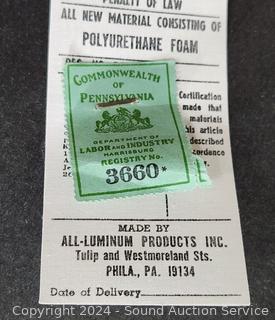 PENALTY OF LAW
ALL NEW MATERIAL CONSISTING OF
POLYURETHANE FOAM
Certification
made that
materials
this article
described
cordance
COMMONWEALTH
OF
PENNSYLVANIA
DEPARTMENT OF
LABOR AND INDUSTRY
HARRISBURG
REGISTRY No.
3660*
MADE BY
ALL-LUMINUM PRODUCTS INC.
Tulip and Westmoreland Sts.
PHILA., PA. 19134
Date of Delivery
Copyright 2024 - Sound Auction Service